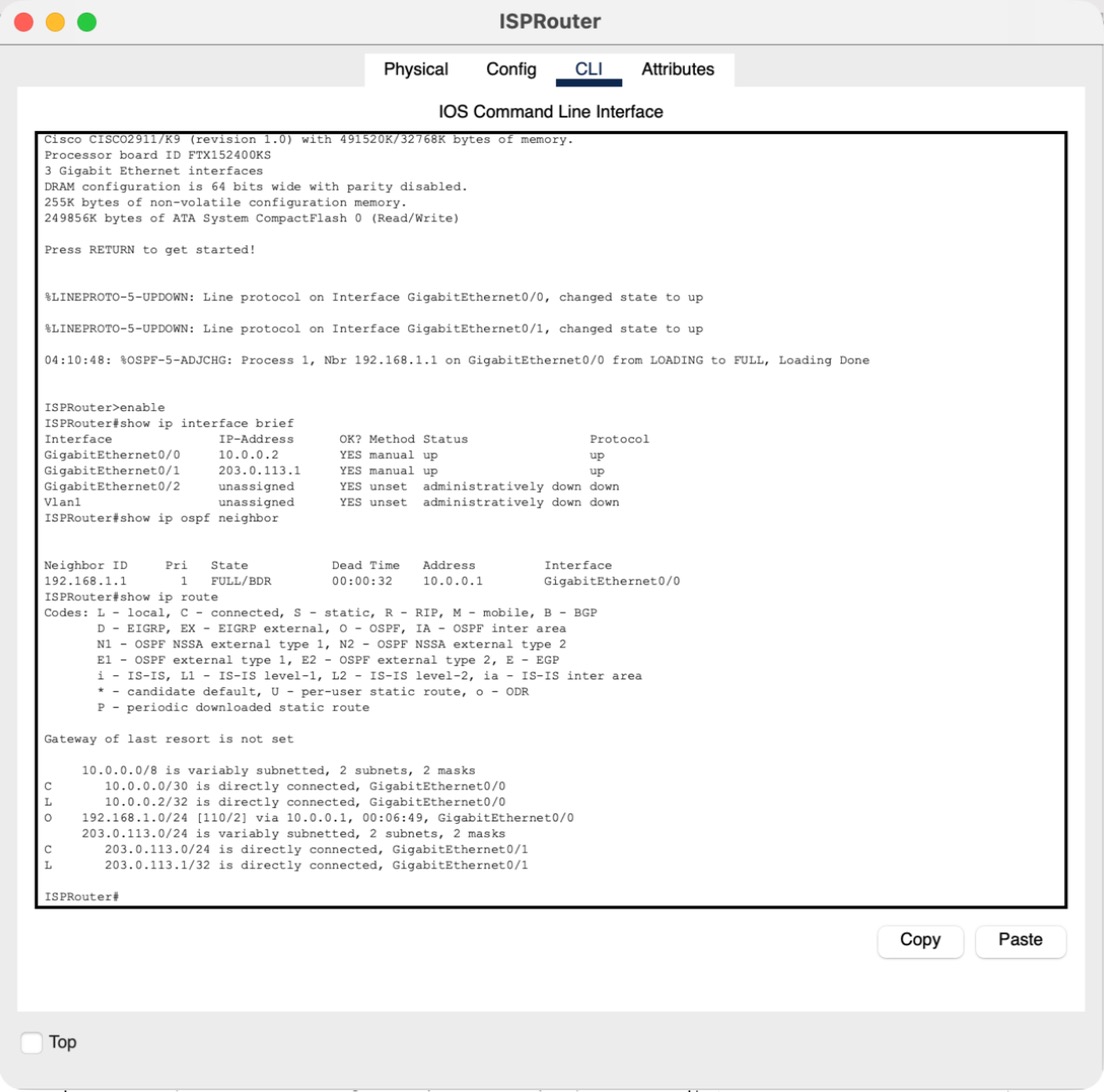 ISPRouter
Physical Config CLI Attributes
IOS Command Line Interface
Cisco CISCO2911/K9 (revision 1.0) with 491520K/32768K bytes of memory.
Processor board ID FTX152400KS
3 Gigabit Ethernet interfaces
DRAM configuration is 64 bits wide with parity disabled.
255K bytes of non-volatile configuration memory.
249856K bytes of ATA System CompactFlash 0 (Read/Write)
Press RETURN to get started!
%LINEPROTO-5-UPDOWN: Line protocol on Interface GigabitEthernet0/0, changed state to up
%LINEPROTO-5-UPDOWN: Line protocol on Interface GigabitEthernet0/1, changed state to up
04:10:48: %OSPF-5-ADJCHG: Process 1, Nbr 192.168.1.1 on GigabitEthernet0/0 from LOADING to FULL, Loading Done
ISPRouter>enable
ISPRouter#show ip interface brief
Interface              IP-Address      OK? Method Status                Protocol
GigabitEthernet0/0     10.0.0.2        YES manual up                    up
GigabitEthernet0/1     203.0.113.1     YES manual up                    up
GigabitEthernet0/2     unassigned      YES unset  administratively down down
Vlan1                  unassigned      YES unset  administratively down down
ISPRouter#show ip ospf neighbor
Neighbor ID     Pri   State           Dead Time   Address         Interface
192.168.1.1       1   FULL/BDR        00:00:32    10.0.0.1        GigabitEthernet0/0
ISPRouter#show ip route
Codes: L - local, C - connected, S - static, R - RIP, M - mobile, B - BGP
       D - EIGRP, EX - EIGRP external, O - OSPF, IA - OSPF inter area
       N1 - OSPF NSSA external type 1, N2 - OSPF NSSA external type 2
       E1 - OSPF external type 1, E2 - OSPF external type 2, E - EGP
       i - IS-IS, L1 - IS-IS level-1, L2 - IS-IS level-2, ia - IS-IS inter area
       * - candidate default, U - per-user static route, o - ODR
       P - periodic downloaded static route
Gateway of last resort is not set
     10.0.0.0/8 is variably subnetted, 2 subnets, 2 masks
C       10.0.0.0/30 is directly connected, GigabitEthernet0/0
L       10.0.0.2/32 is directly connected, GigabitEthernet0/0
O    192.168.1.0/24 [110/2] via 10.0.0.1, 00:06:49, GigabitEthernet0/0
     203.0.113.0/24 is variably subnetted, 2 subnets, 2 masks
C       203.0.113.0/24 is directly connected, GigabitEthernet0/1
L       203.0.113.1/32 is directly connected, GigabitEthernet0/1
ISPRouter#
Copy Paste
Top